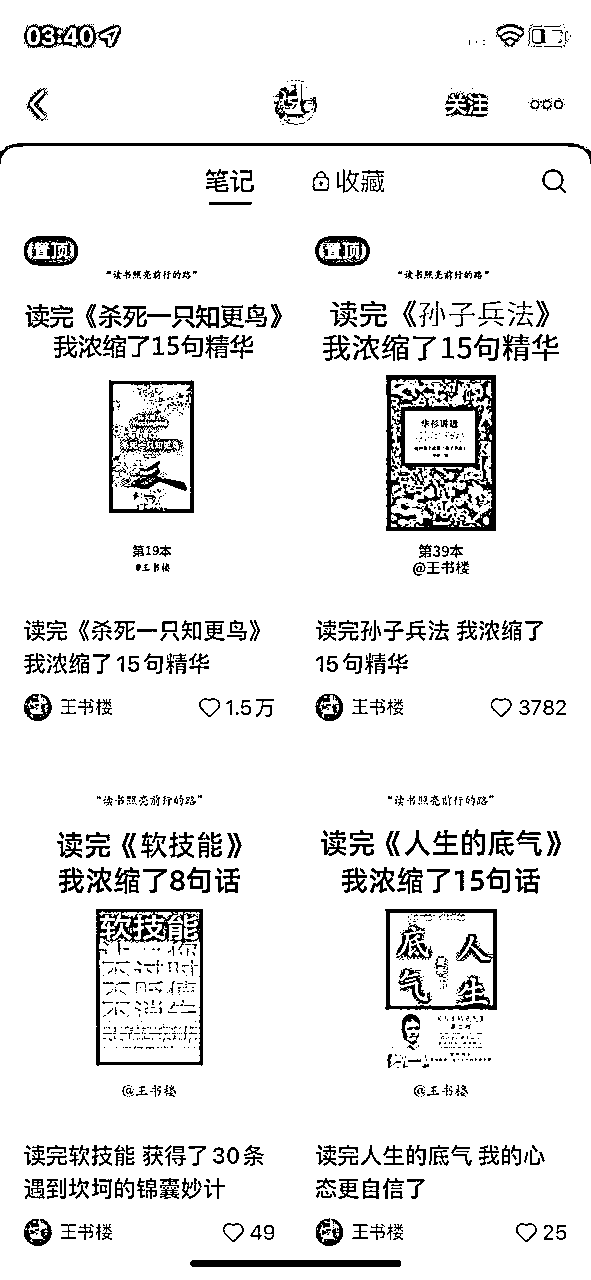 03:40
关注
笔记
收藏
置顶
"读书照亮前行的路"
读完《杀死一只知更鸟》
我浓缩了15句精华
第19本
@王书楼
读完《杀死一只知更鸟》
我浓缩了15句精华
王书楼
1.5万
置顶
"读书照亮前行的路"
读完《孙子兵法》
我浓缩了15句精华
华杉讲透
第39本
@王书楼
读完孙子兵法 我浓缩了
15句精华
王书楼
3782
"读书照亮前行的路"
读完《软技能》
我浓缩了8句话
软技能
@王书楼
读完软技能 获得了30条
遇到坎坷的锦囊妙计
王书楼
49
"读书照亮前行的路"
读完《人生的底气》
我浓缩了15句话
人生
底气
@王书楼
读完人生的底气 我的心
态更自信了
王书楼
25